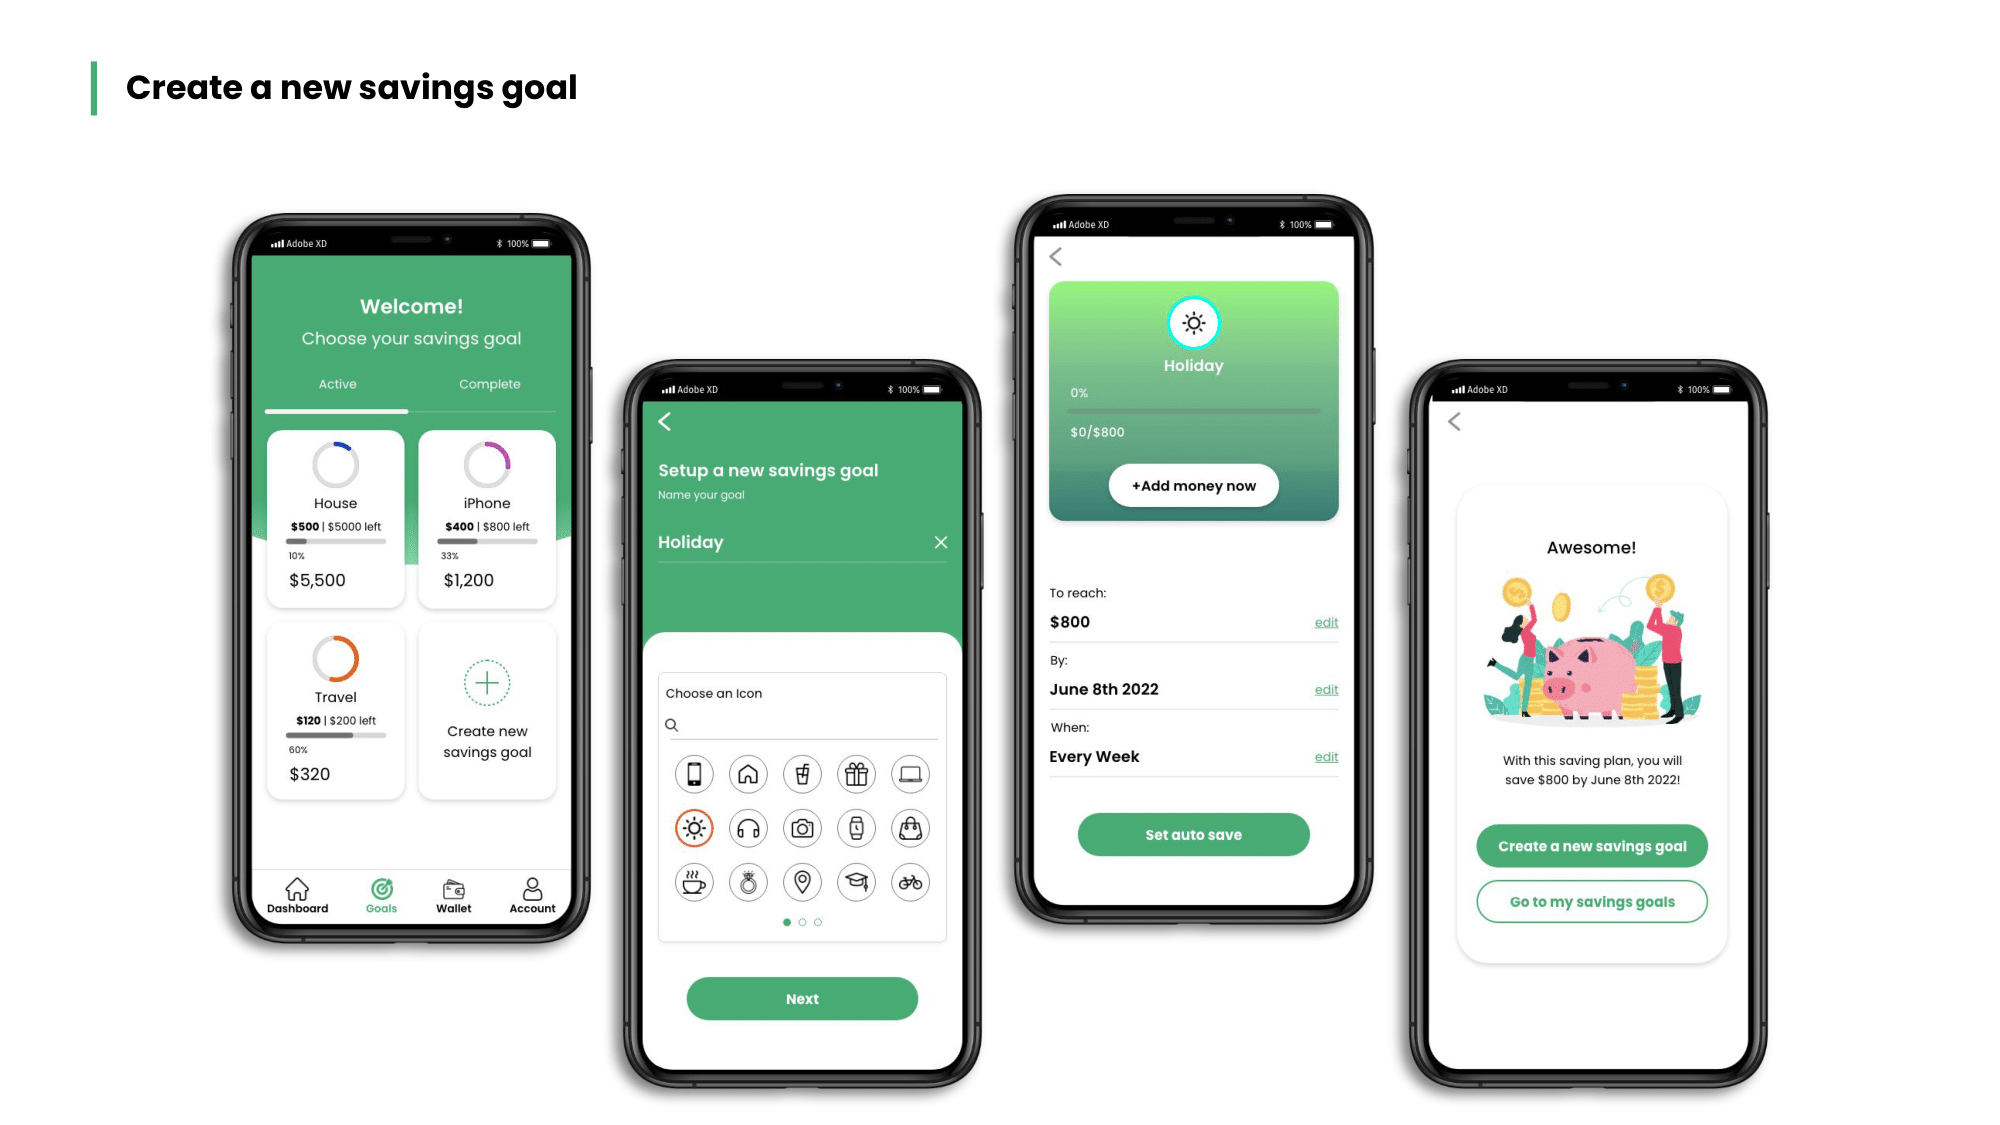 Create a new savings goal
Adobe XD 100%
Welcome!
Choose your savings goal
Active Complete
House
$500 | $5000 left
10%
$5,500
iPhone
$400 | $800 left
33%
$1,200
Travel
$120 | $200 left
60%
$320
Create new
savings goal
Dashboard Goals Wallet Account
Adobe XD 100%
Setup a new savings goal
Name your goal
Holiday
Choose an Icon
Next
Adobe XD 100%
Holiday
0%
$0/$800
+Add money now
To reach:
$800 edit
By:
June 8th 2022 edit
When:
Every Week edit
Set auto save
Adobe XD 100%
Awesome!
With this saving plan, you will
save $800 by June 8th 2022!
Create a new savings goal
Go to my savings goals